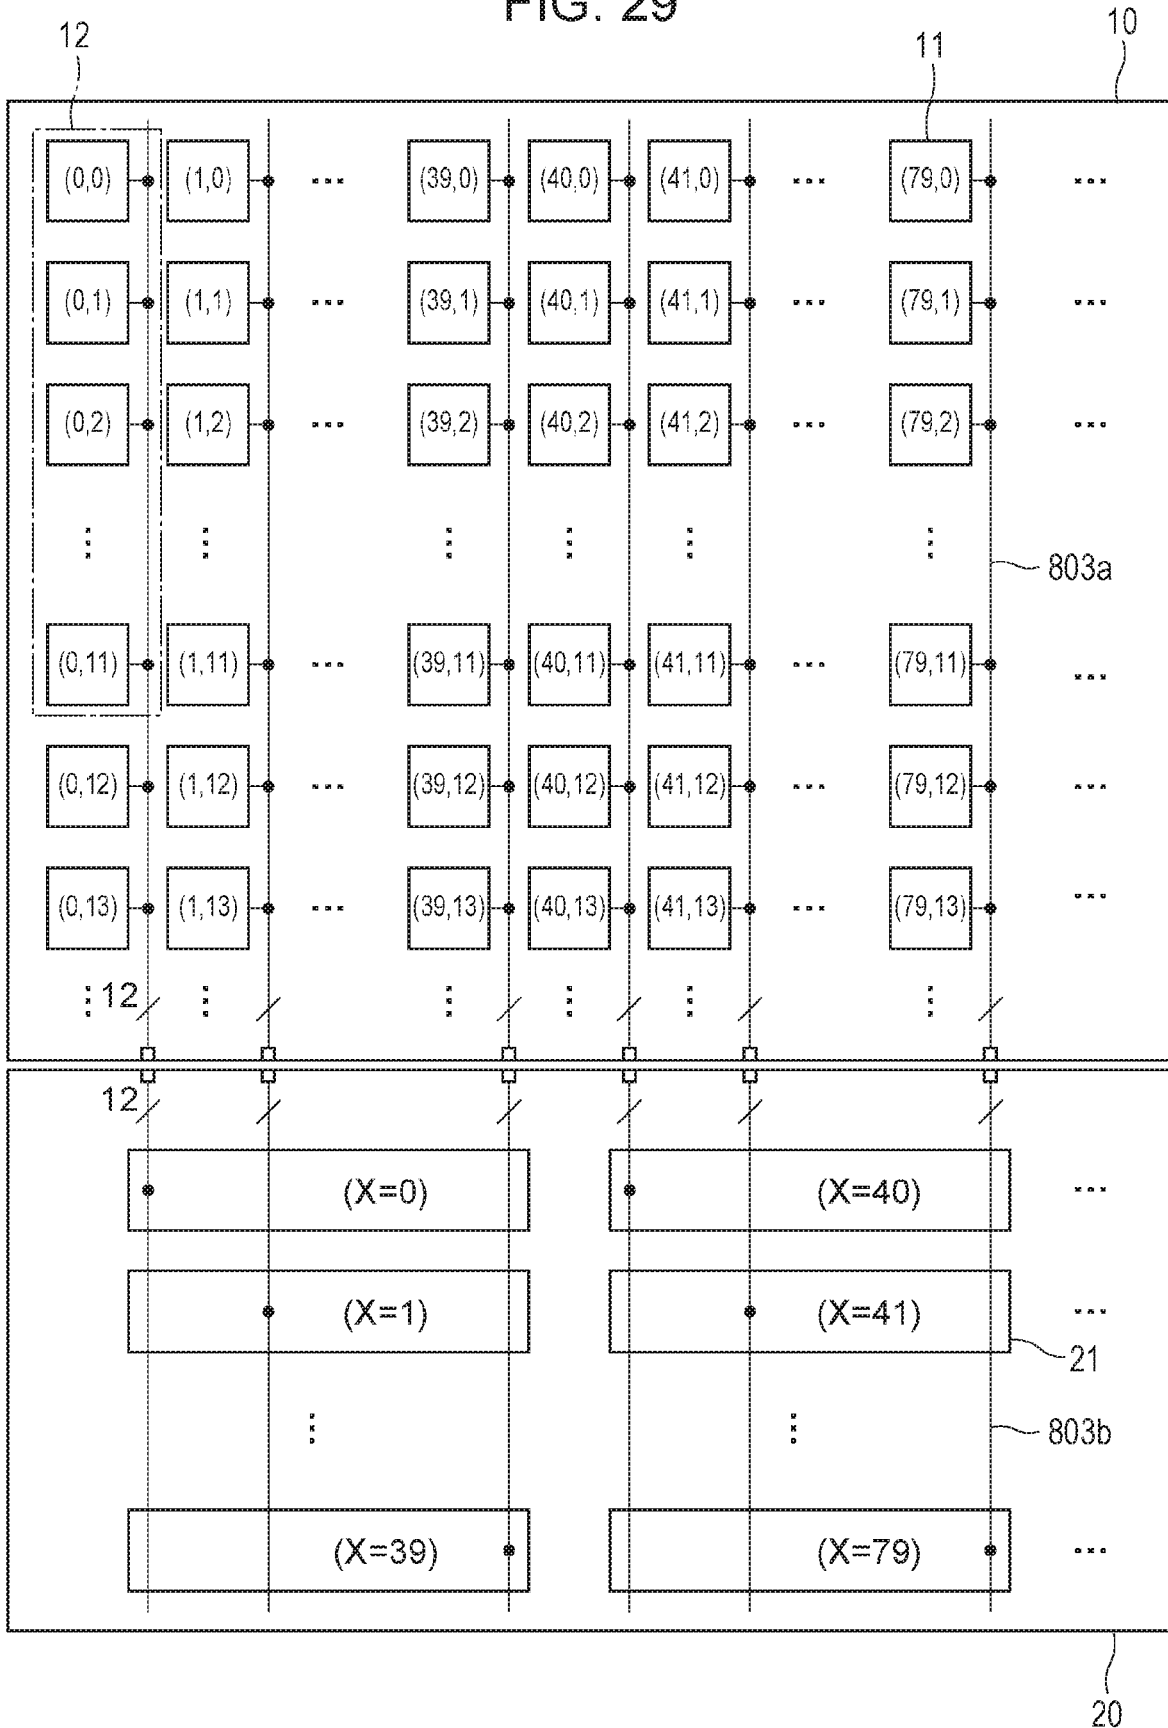 FIG. 29
12 11 10
(0,0) (1,0) ... (39,0) (40,0) (41,0) ... (79,0) ...
(0,1) (1,1) ... (39,1) (40,1) (41,1) ... (79,1) ...
(0,2) (1,2) ... (39,2) (40,2) (41,2) ... (79,2) ...
803a
(0,11) (1,11) ... (39,11) (40,11) (41,11) ... (79,11) ...
(0,12) (1,12) ... (39,12) (40,12) (41,12) ... (79,12) ...
(0,13) (1,13) ... (39,13) (40,13) (41,13) ... (79,13) ...
12
12
(X=0) (X=40) ...
(X=1) (X=41) ...
21
803b
(X=39) (X=79) ...
20